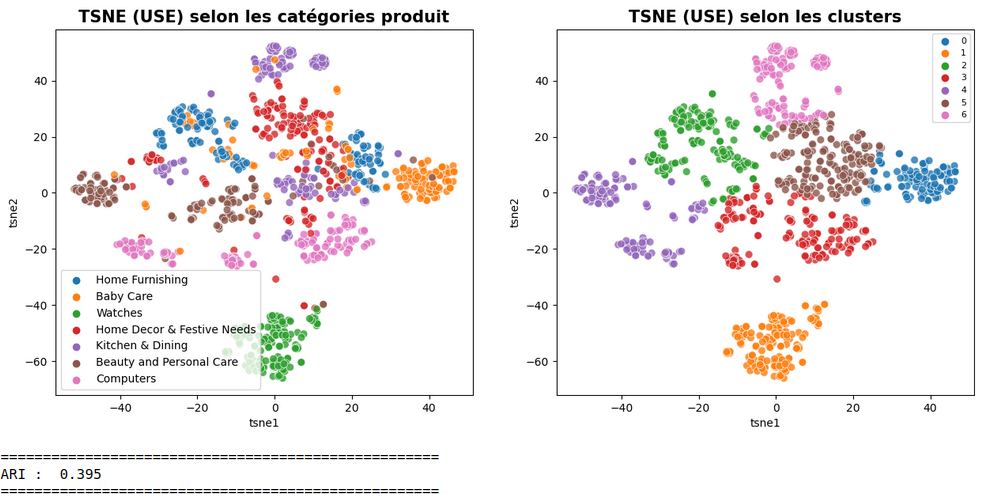 TSNE (USE) selon les catégories produit
40
20
0
−20
−40
−60
tsne2
−40
−20
0
20
40
tsne1
Home Furnishing
Baby Care
Watches
Home Decor & Festive Needs
Kitchen & Dining
Beauty and Personal Care
Computers
TSNE (USE) selon les clusters
0
1
2
3
4
5
6
40
20
0
−20
−40
−60
tsne2
−40
−20
0
20
40
tsne1
====================================================
ARI :  0.395
====================================================